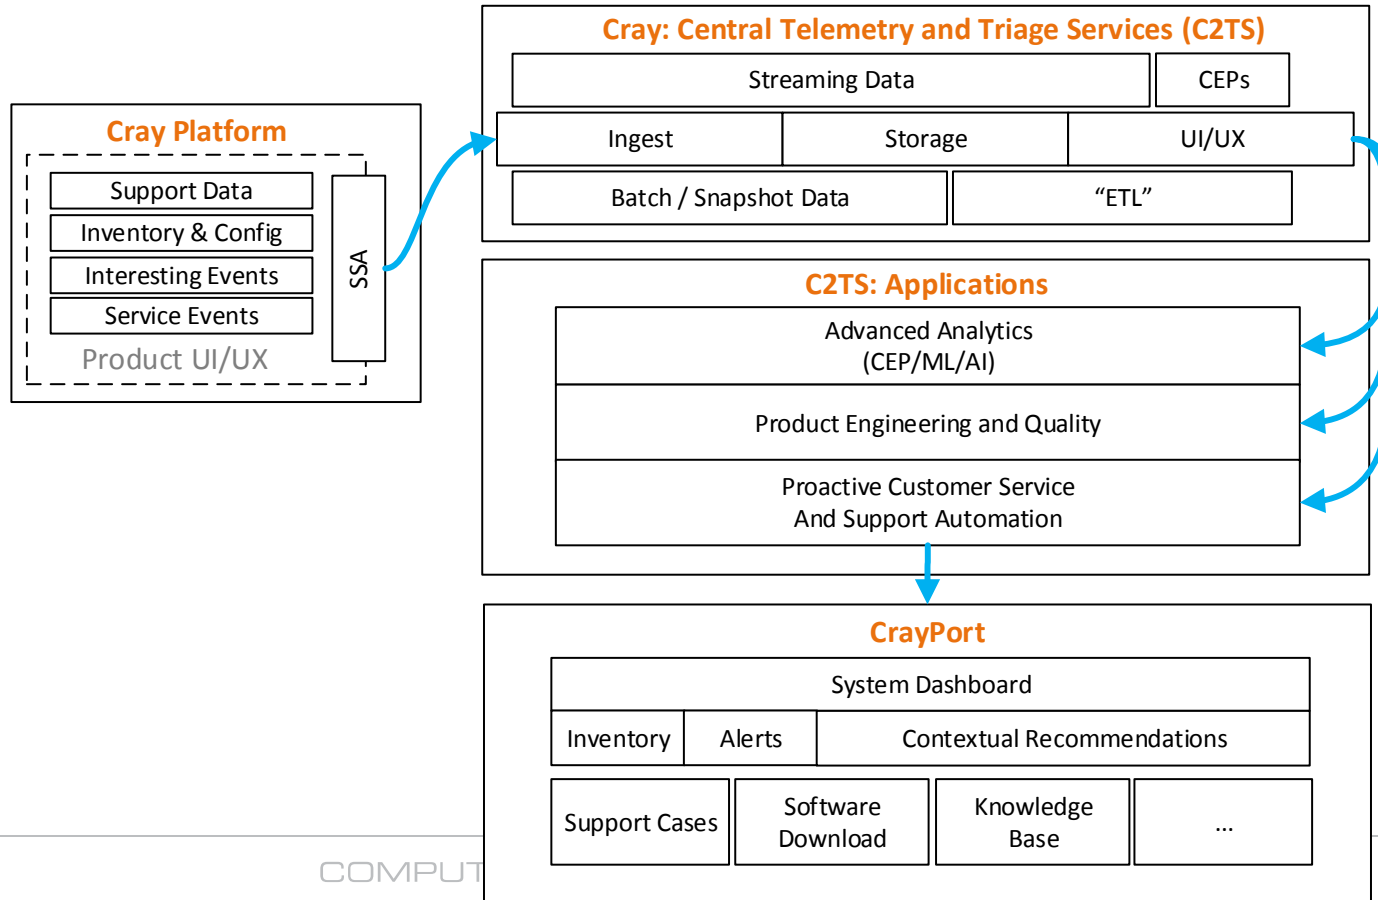 Cray: Central Telemetry and Triage Services (C2TS)
Streaming Data
CEPs
Ingest
Storage
UI/UX
Batch / Snapshot Data
“ETL”
Cray Platform
Support Data
Inventory & Config
Interesting Events
Service Events
Product UI/UX
SSA
C2TS: Applications
Advanced Analytics
(CEP/ML/AI)
Product Engineering and Quality
Proactive Customer Service
And Support Automation
CrayPort
System Dashboard
Inventory
Alerts
Contextual Recommendations
Support Cases
Software
Download
Knowledge
Base
...
COMPUT